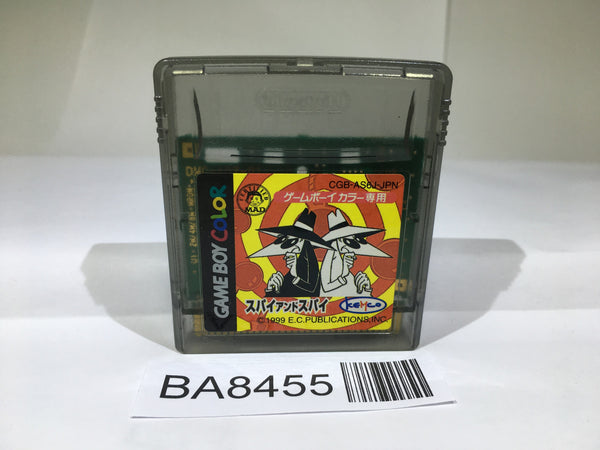 Nintendo
CGB-AS6J-JPN
MAD
ゲームボーイカラー専用
GAME BOY COLOR
スパイアンドスパイ
KEMCO
©1999 E.C.PUBLICATIONS,INC.
BA8455